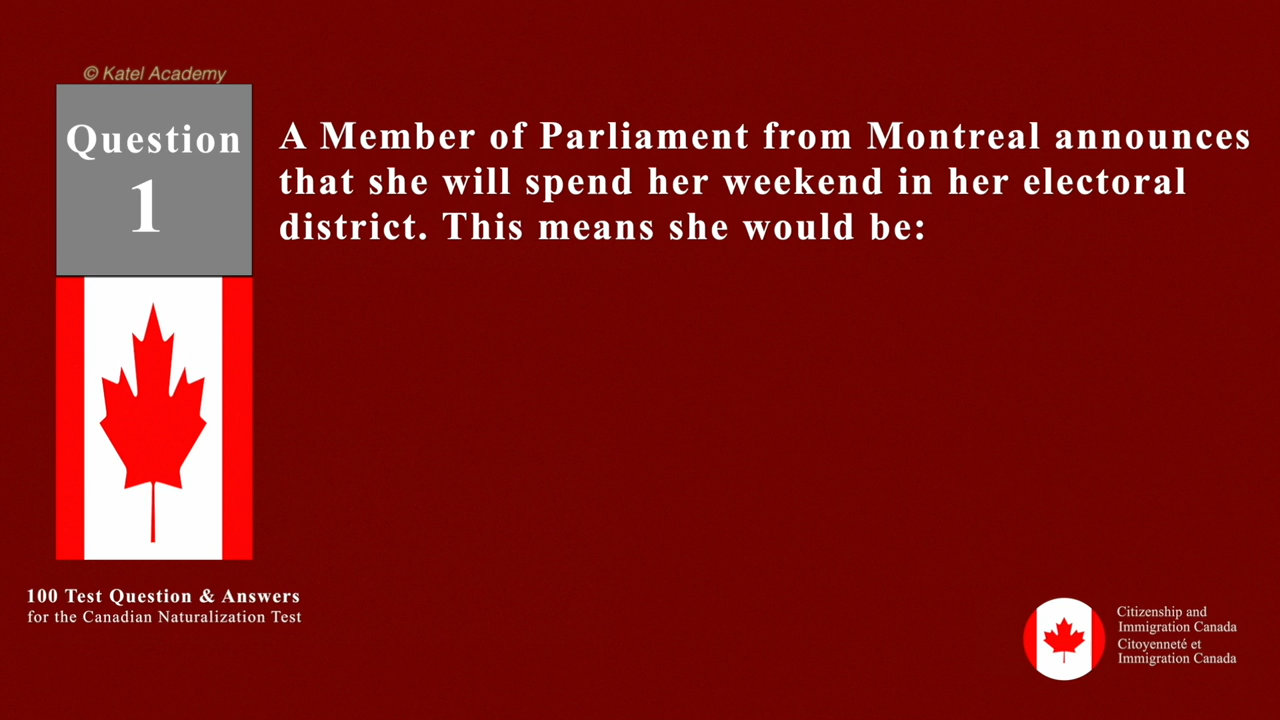 © Katel Academy
Question
1
A Member of Parliament from Montreal announces
that she will spend her weekend in her electoral
district. This means she would be:
100 Test Question & Answers
for the Canadian Naturalization Test
Citizenship and
Immigration Canada
Citoyenneté et
Immigration Canada